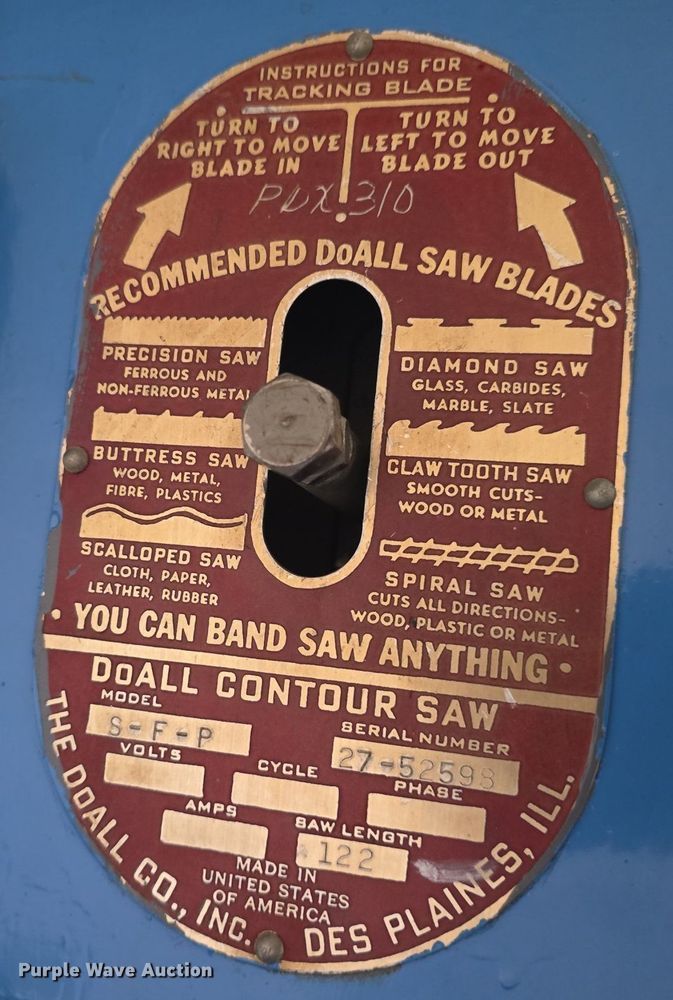 INSTRUCTIONS FOR
TRACKING BLADE
TURN TO
RIGHT TO MOVE
BLADE IN
TURN TO
LEFT TO MOVE
BLADE OUT
310
RECOMMENDED DOALL SAW BLADES
PRECISION SAW
FERROUS AND
NON-FERROUS METAL
DIAMOND SAW
GLASS, CARBIDES,
MARBLE, SLATE
BUTTRESS SAW
WOOD, METAL,
FIBRE, PLASTICS
CLAW TOOTH SAW
SMOOTH CUTS-
WOOD OR METAL
SCALLOPED SAW
CLOTH, PAPER,
LEATHER, RUBBER
SPIRAL SAW
CUTS ALL DIRECTIONS-
WOOD, PLASTIC OR METAL
• YOU CAN BAND SAW ANYTHING •
DOALL CONTOUR SAW
MODEL
S-F-P
SERIAL NUMBER
27-52598
VOLTS
CYCLE
PHASE
AMPS
SAW LENGTH
122
MADE IN
UNITED STATES
OF AMERICA
THE DOALL CO., INC. DES PLAINES, ILL.
Purple Wave Auction